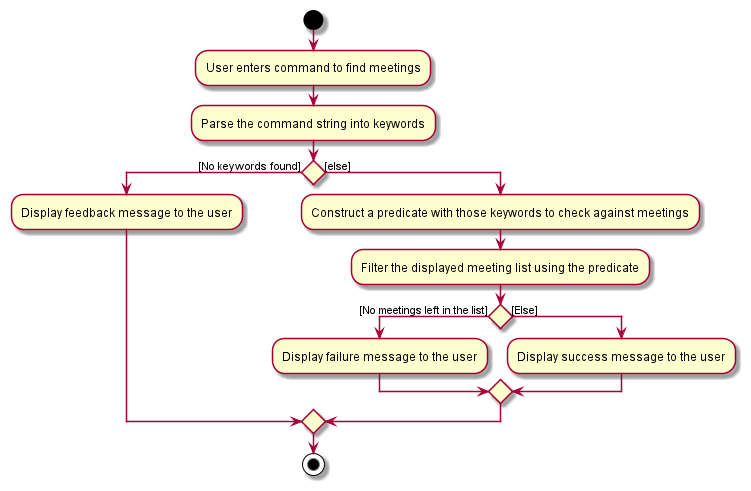 User enters command to find meetings
Parse the command string into keywords
[No keywords found]
[else]
Display feedback message to the user
Construct a predicate with those keywords to check against meetings
Filter the displayed meeting list using the predicate
[No meetings left in the list]
[Else]
Display failure message to the user
Display success message to the user